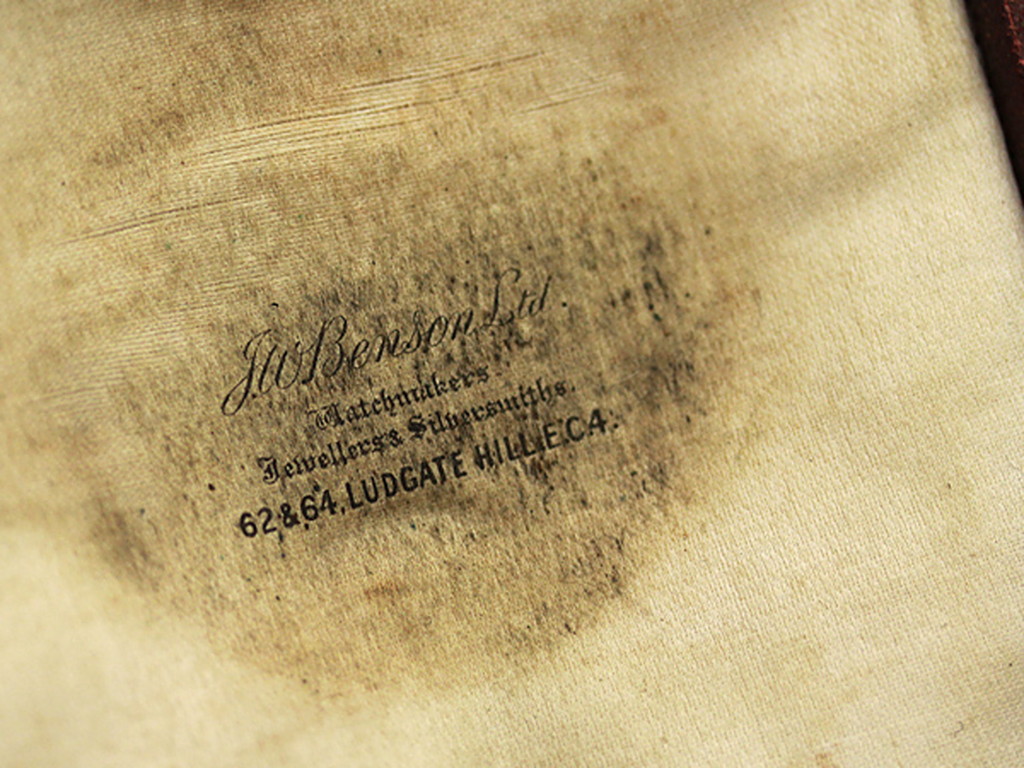 J.W.Benson Ltd.
Watchmakers
Jewellers & Silversmiths.
62 & 64, LUDGATE HILL. E.C.4.